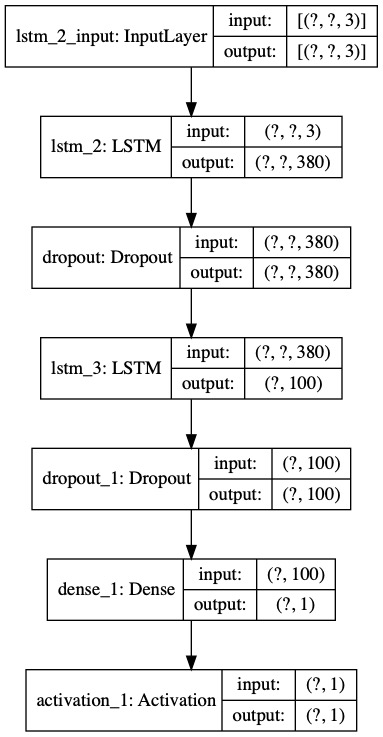 lstm_2_input: InputLayer
input: [(?, ?, 3)]
output: [(?, ?, 3)]
lstm_2: LSTM
input: (?, ?, 3)
output: (?, ?, 380)
dropout: Dropout
input: (?, ?, 380)
output: (?, ?, 380)
lstm_3: LSTM
input: (?, ?, 380)
output: (?, 100)
dropout_1: Dropout
input: (?, 100)
output: (?, 100)
dense_1: Dense
input: (?, 100)
output: (?, 1)
activation_1: Activation
input: (?, 1)
output: (?, 1)